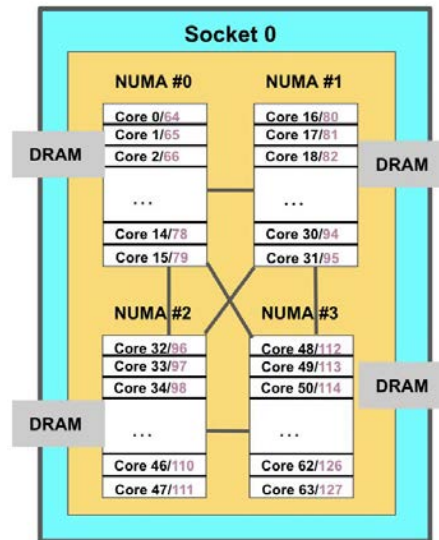 Socket 0
NUMA #0
Core 0/64
Core 1/65
Core 2/66
...
Core 14/78
Core 15/79
DRAM
NUMA #1
Core 16/80
Core 17/81
Core 18/82
...
Core 30/94
Core 31/95
DRAM
NUMA #2
Core 32/96
Core 33/97
Core 34/98
...
Core 46/110
Core 47/111
DRAM
NUMA #3
Core 48/112
Core 49/113
Core 50/114
...
Core 62/126
Core 63/127
DRAM